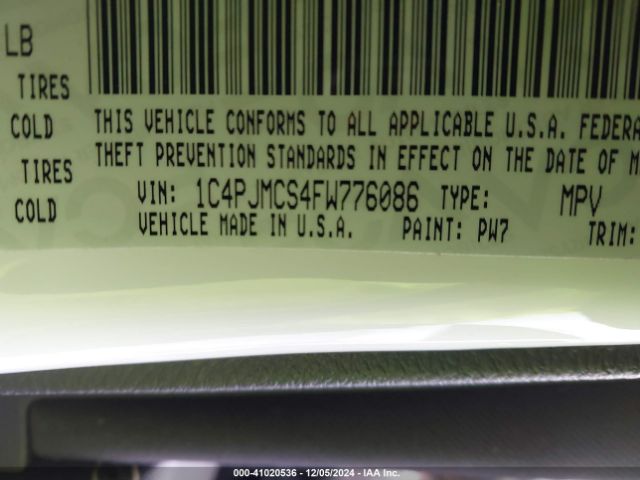 LB
TIRES
COLD
TIRES
COLD
THIS VEHICLE CONFORMS TO ALL APPLICABLE U.S.A. FEDERA
THEFT PREVENTION STANDARDS IN EFFECT ON THE DATE OF M
VIN: 1C4PJMCS4FW776086 TYPE: MPV
VEHICLE MADE IN U.S.A. PAINT: PW7 TRIM:
000-41020536 - 12/05/2024 - IAA Inc.